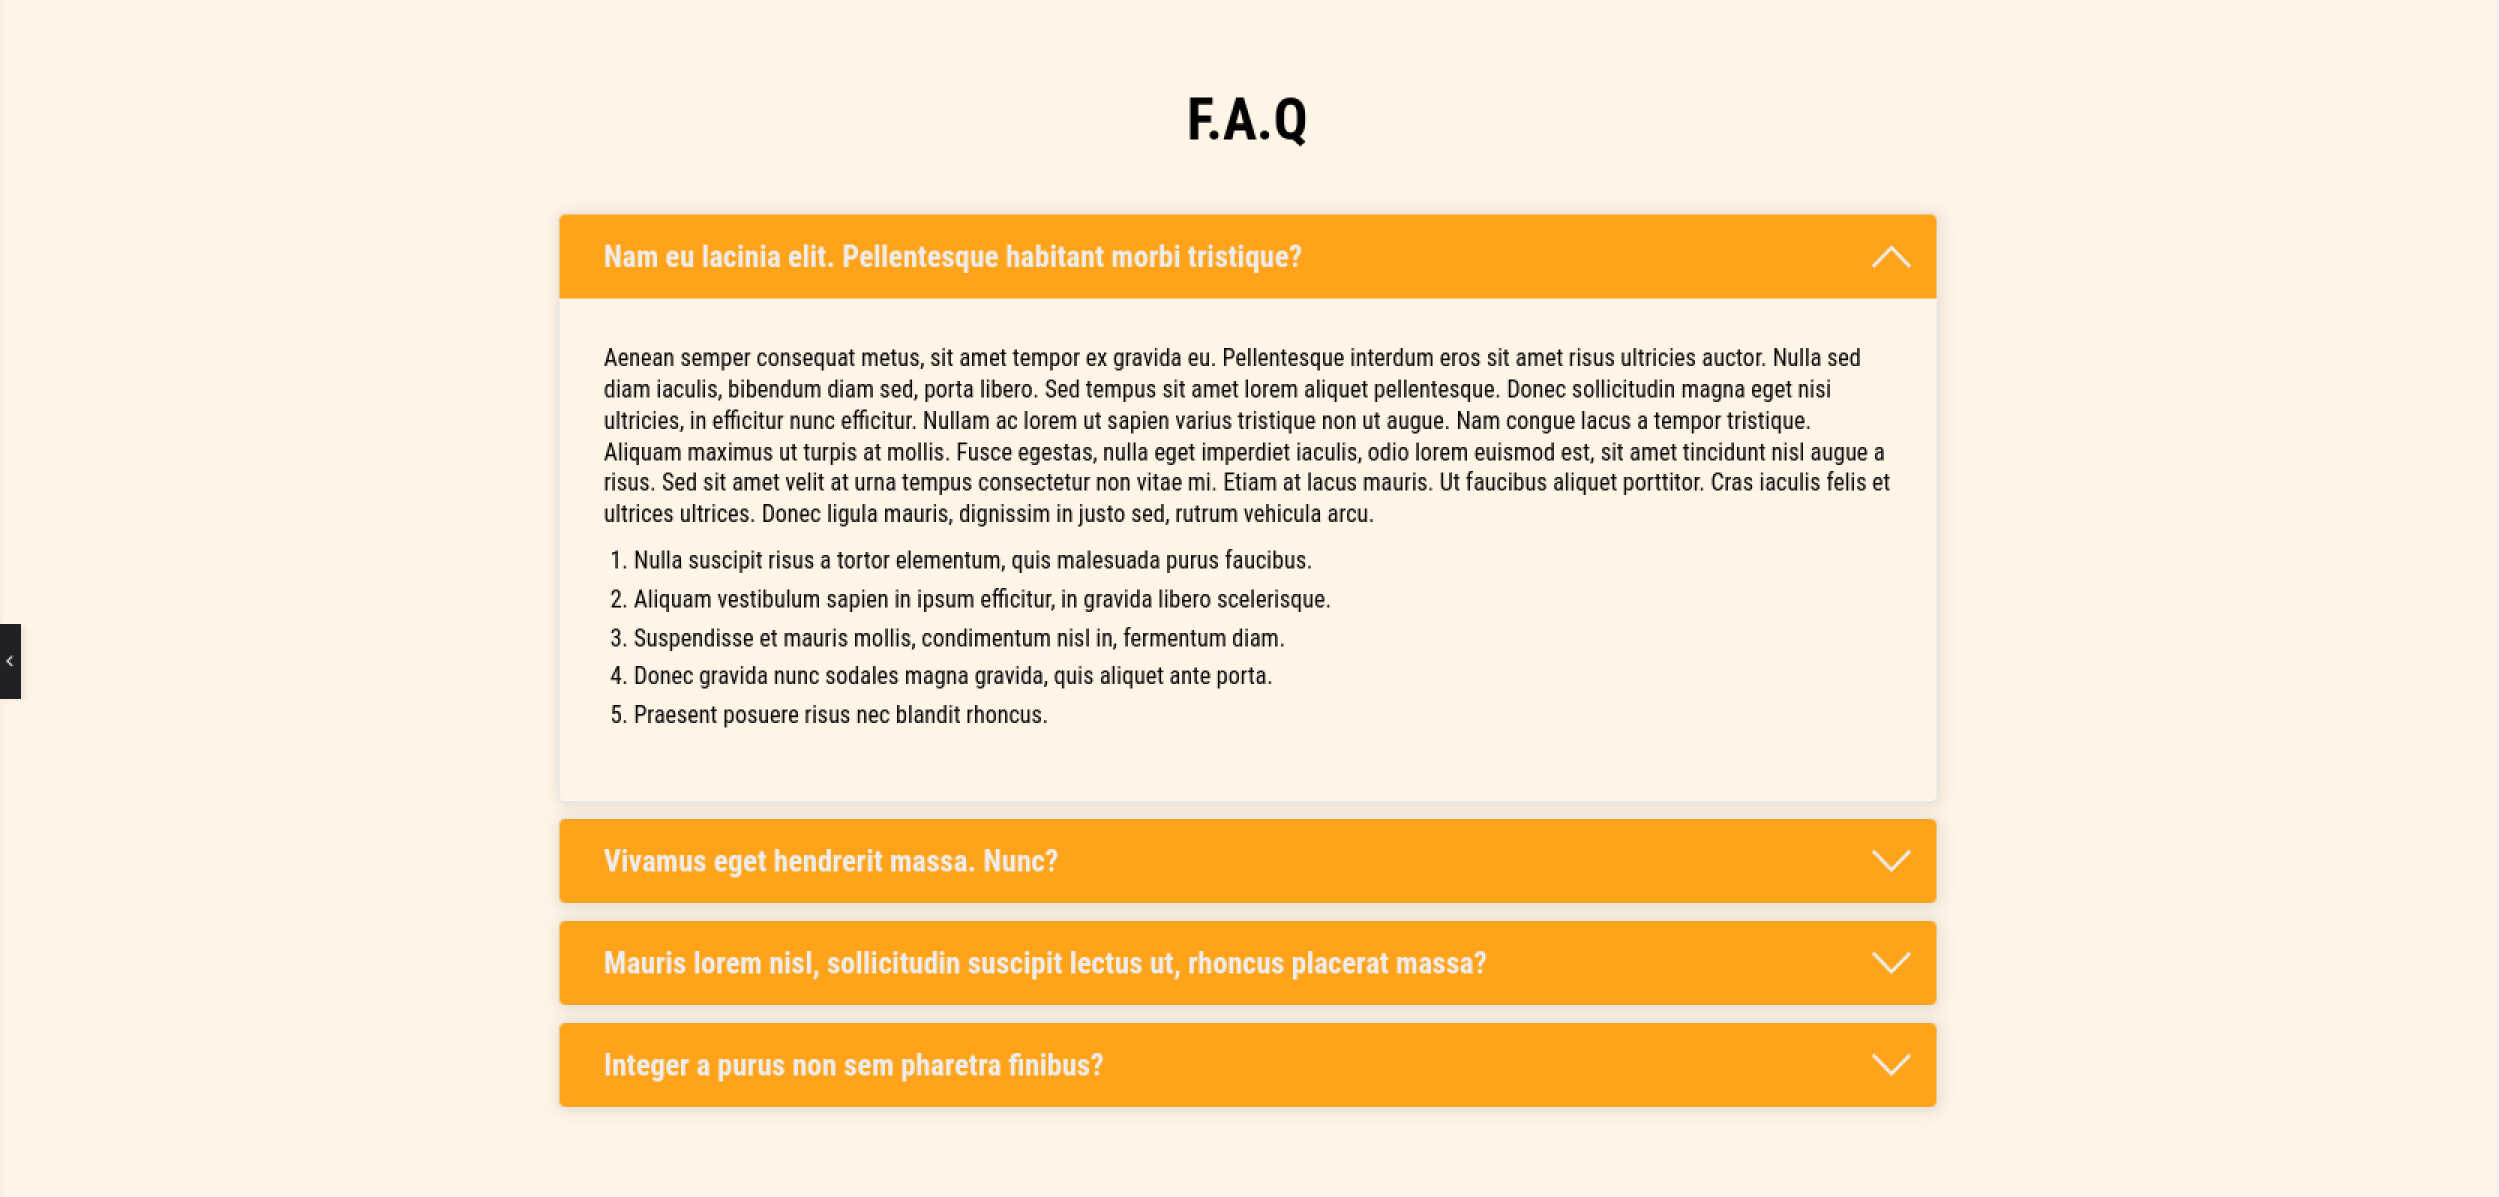 F.A.Q
Nam eu lacinia elit. Pellentesque habitant morbi tristique?
Aenean semper consequat metus, sit amet tempor ex gravida eu. Pellentesque interdum eros sit amet risus ultricies auctor. Nulla sed
diam iaculis, bibendum diam sed, porta libero. Sed tempus sit amet lorem aliquet pellentesque. Donec sollicitudin magna eget nisi
ultricies, in efficitur nunc efficitur. Nullam ac lorem ut sapien varius tristique non ut augue. Nam congue lacus a tempor tristique.
Aliquam maximus ut turpis at mollis. Fusce egestas, nulla eget imperdiet iaculis, odio lorem euismod est, sit amet tincidunt nisl augue a
risus. Sed sit amet velit at urna tempus consectetur non vitae mi. Etiam at lacus mauris. Ut faucibus aliquet porttitor. Cras iaculis felis et
ultrices ultrices. Donec ligula mauris, dignissim in justo sed, rutrum vehicula arcu.
1. Nulla suscipit risus a tortor elementum, quis malesuada purus faucibus.
2. Aliquam vestibulum sapien in ipsum efficitur, in gravida libero scelerisque.
3. Suspendisse et mauris mollis, condimentum nisl in, fermentum diam.
4. Donec gravida nunc sodales magna gravida, quis aliquet ante porta.
5. Praesent posuere risus nec blandit rhoncus.
Vivamus eget hendrerit massa. Nunc?
Mauris lorem nisl, sollicitudin suscipit lectus ut, rhoncus placerat massa?
Integer a purus non sem pharetra finibus?